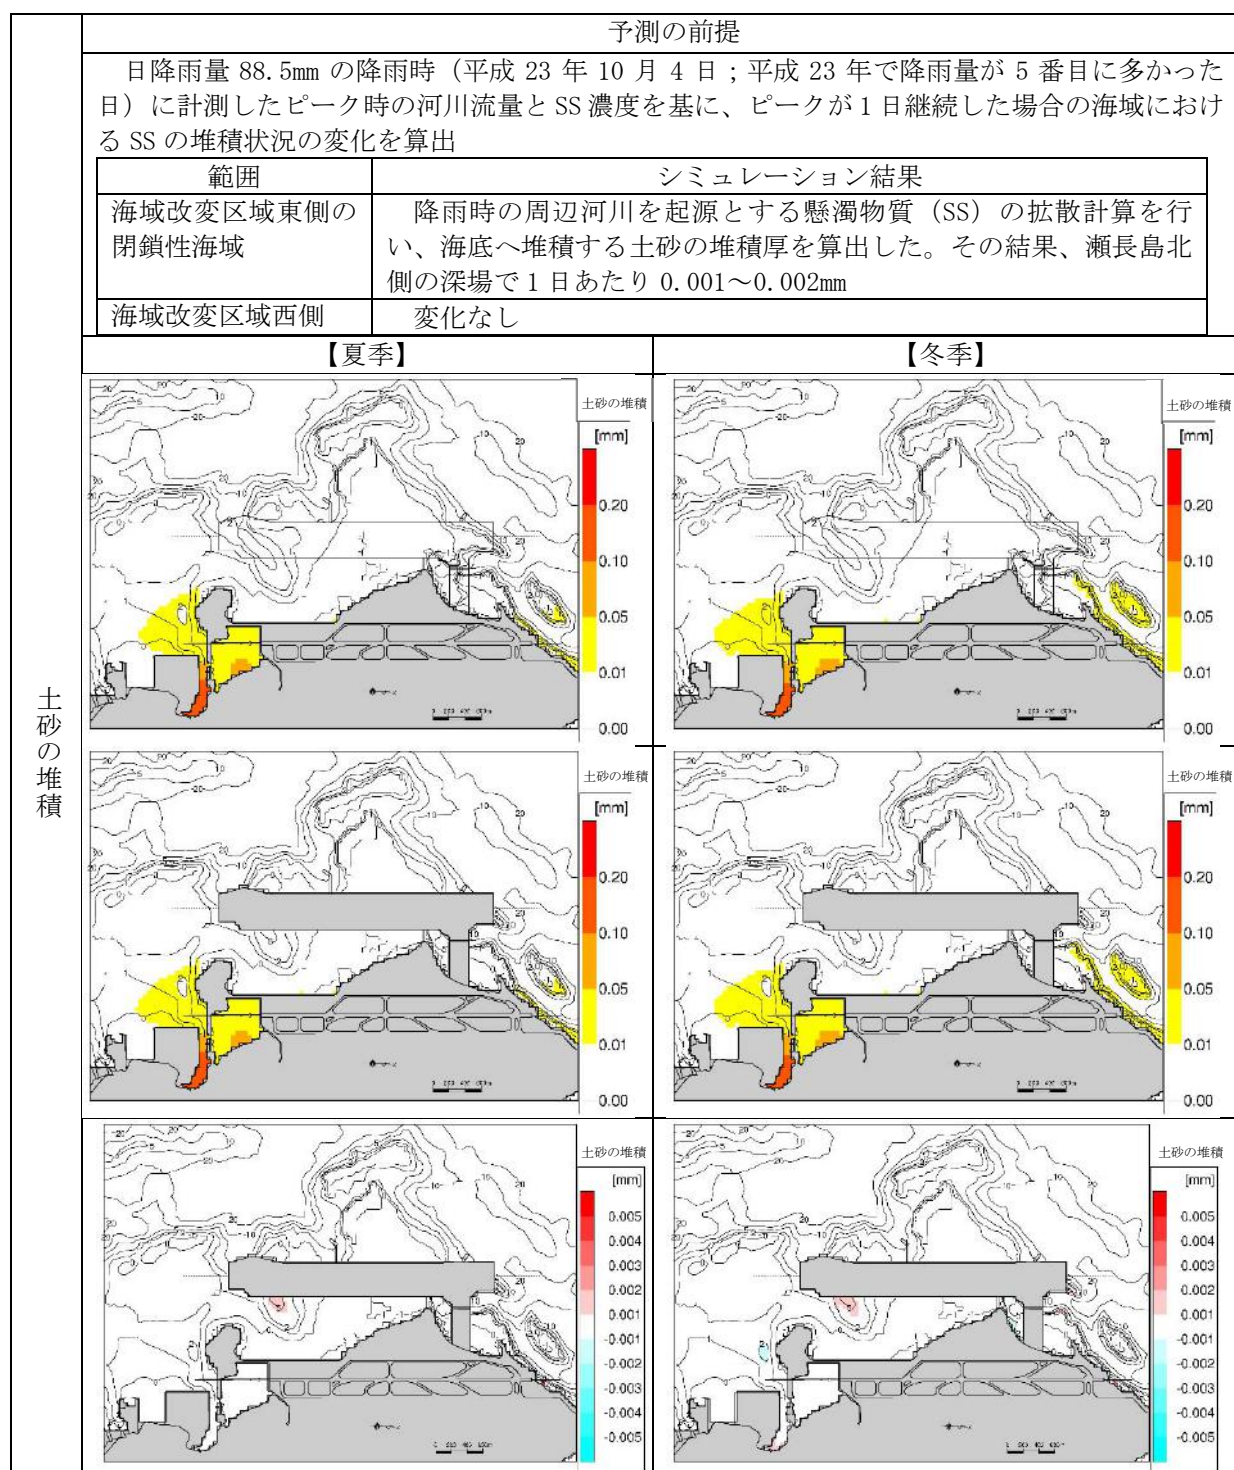 土砂の堆積
予測の前提
日降雨量 88.5mm の降雨時（平成 23 年 10 月 4 日；平成 23 年で降雨量が 5 番目に多かった
日）に計測したピーク時の河川流量と SS 濃度を基に、ピークが 1 日継続した場合の海域におけ
る SS の堆積状況の変化を算出
範囲
シミュレーション結果
海域改変区域東側の
閉鎖性海域
降雨時の周辺河川を起源とする懸濁物質（SS）の拡散計算を行
い、海底へ堆積する土砂の堆積厚を算出した。その結果、瀬長島北
側の深場で 1 日あたり 0.001～0.002mm
海域改変区域西側
変化なし
【夏季】
【冬季】
土砂の堆積
[mm]
0.20
0.10
0.05
0.01
0.00
土砂の堆積
[mm]
0.20
0.10
0.05
0.01
0.00
土砂の堆積
[mm]
0.20
0.10
0.05
0.01
0.00
土砂の堆積
[mm]
0.20
0.10
0.05
0.01
0.00
土砂の堆積
[mm]
0.005
0.004
0.003
0.002
0.001
-0.001
-0.002
-0.003
-0.004
-0.005
土砂の堆積
[mm]
0.005
0.004
0.003
0.002
0.001
-0.001
-0.002
-0.003
-0.004
-0.005